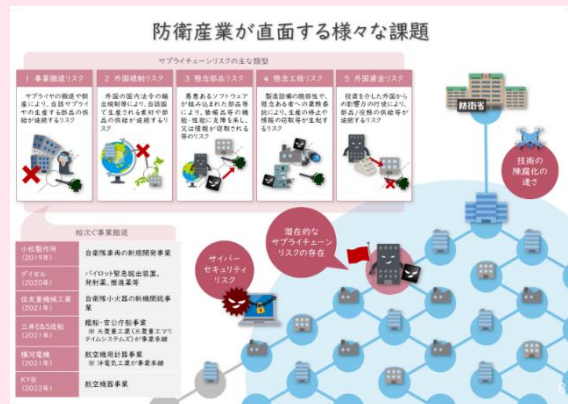 防衛産業が直面する様々な課題
サプライチェーンリスクの主な類型
1 事業撤退リスク
サプライヤの撤退や倒
産により、当該サプライ
ヤの生産する部品の供
給が途絶するリスク
2 外国規制リスク
外国の国内法令の輸
出規制等により、当該国
で生産される素材や部
品の供給が途絶するリ
スク
3 懸念部品リスク
悪意あるソフトウェア
が組み込まれた部品等
により、装備品等の機
能・性能に支障を来し、
又は情報が窃取される
等のリスク
4 懸念工程リスク
製造設備の脆弱性や、
懸念ある者への業務委
託により、生産の停止や
情報の窃取等が生起す
るリスク
5 外国資金リスク
投資を介した外国から
の影響力の行使により、
部品/役務の供給等が
途絶するリスク
防衛省
技術の
陳腐化の
速さ
潜在的な
サプライチェーン
リスクの存在
サイバー
セキュリティ
リスク
相次ぐ事業撤退
小松製作所
(2019年)
自衛隊車両の新規開発事業
ダイセル
(2020年)
パイロット緊急脱出装置、
発射薬、推進薬等
住友重機械工業
(2021年)
自衛隊小火器の新機関銃事
業
三井E&S造船
(2021年)
艦船・官公庁船事業
※ 三菱重工業(三菱重工マリ
タイムシステムズ)が事業承継
横河電機
(2021年)
航空機用計器事業
※ 沖電気工業が事業承継
KYB
(2022年)
航空機器事業